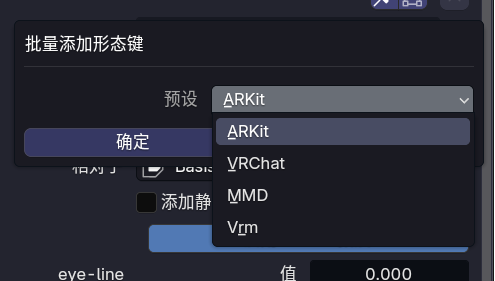 批量添加形态键
预设 ARKit
ARKit
确定
VRChat
相对于 Basis
MMD
添加静
Vrm
eye-line 值 0.000